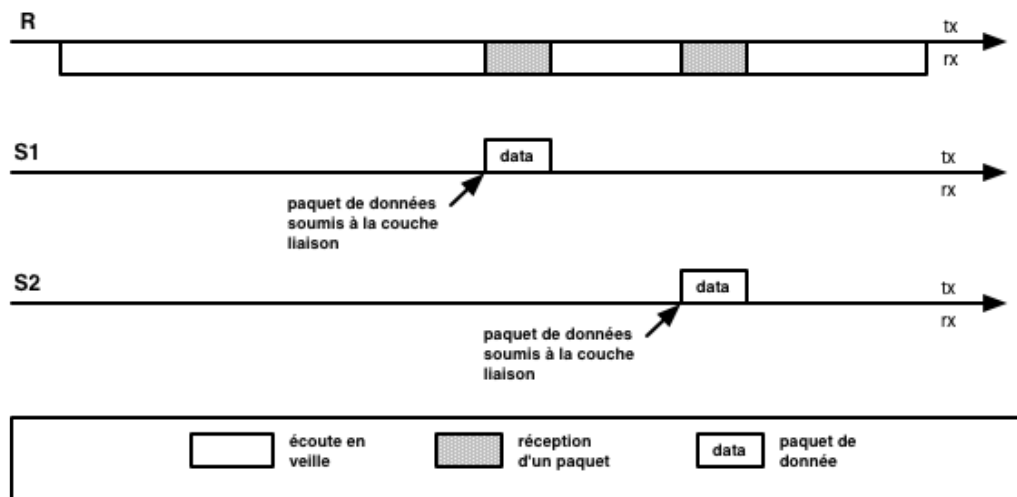 R
tx
rx
S1
data
tx
rx
paquet de données
soumis à la couche
liaison
S2
data
tx
rx
paquet de données
soumis à la couche
liaison
écoute en
veille
réception
d'un paquet
data
paquet de
donnée